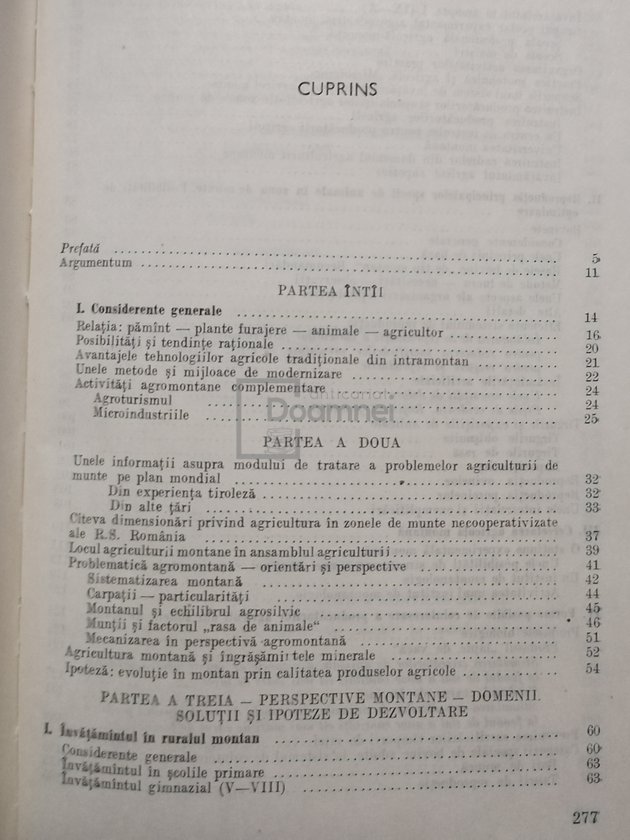 CUPRINS
Prefată .......... 5
Argumentum .......... 11
PARTEA ÎNTÎI
I. Considerente generale .......... 14
Relația: pămînt — plante furajere — animale — agricultor .......... 16
Posibilități și tendințe raționale .......... 20
Avantajele tehnologiilor agricole tradiționale din intramontan .......... 21
Unele metode și mijloace de modernizare .......... 22
Activități agromontane complementare .......... 24
Agroturismul .......... 24
Microindustriile .......... 25
anticariat
Doamnei
PARTEA A DOUA
Unele informații asupra modului de tratare a problemelor agriculturii de
munte pe plan mondial .......... 32
Din experiența tiroleză .......... 32
Din alte țări .......... 33
Cîteva dimensionări privind agricultura în zonele de munte necooperativizate
ale R.S. România .......... 37
Locul agriculturii montane în ansamblul agriculturii .......... 39
Problematică agromontană — orientări și perspective .......... 41
Sistematizarea montană .......... 42
Carpații — particularități .......... 44
Montanul și echilibrul agrosilvic .......... 45
Munții și factorul „rasa de animale“ .......... 46
Mecanizarea în perspectivă agromontană .......... 51
Agricultura montană și îngrășămintele minerale .......... 52
Ipoteză: evoluție în montan prin calitatea produselor agricole .......... 54
PARTEA A TREIA — PERSPECTIVE MONTANE — DOMENII.
SOLUȚII ȘI IPOTEZE DE DEZVOLTARE
I. Învățămîntul în ruralul montan .......... 60
Considerente generale .......... 60
Învățămîntul în școlile primare .......... 63
Învățămîntul gimnazial (V—VIII) .......... 63
277